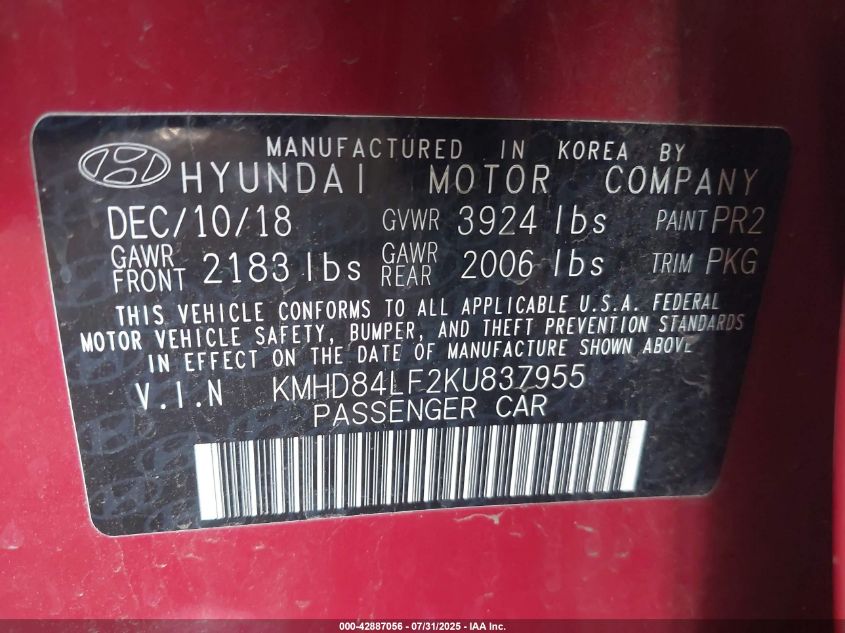 MANUFACTURED IN KOREA BY
HYUNDAI MOTOR COMPANY
DEC/10/18 GVWR 3924 lbs PAINT PR2
GAWR FRONT 2183 lbs GAWR REAR 2006 lbs TRIM PKG
THIS VEHICLE CONFORMS TO ALL APPLICABLE U.S.A. FEDERAL
MOTOR VEHICLE SAFETY, BUMPER, AND THEFT PREVENTION STANDARDS
IN EFFECT ON THE DATE OF MANUFACTURE SHOWN ABOVE
V.I.N KMHD84LF2KU837955
PASSENGER CAR
000-42887056 - 07/31/2025 - IAA Inc.